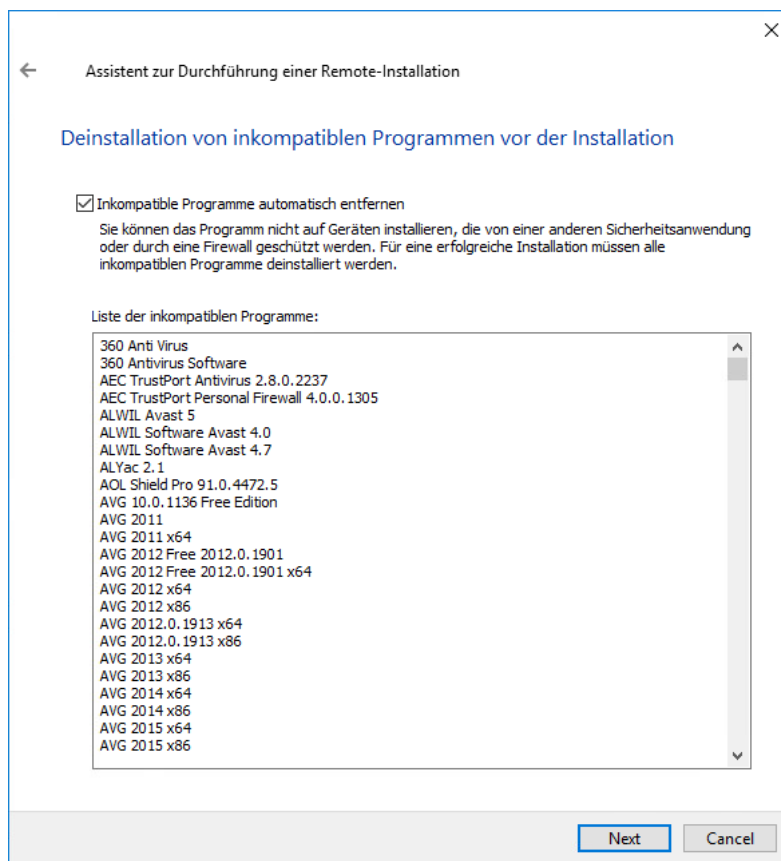 Assistent zur Durchführung einer Remote-Installation
Deinstallation von inkompatiblen Programmen vor der Installation
Inkompatible Programme automatisch entfernen
Sie können das Programm nicht auf Geräten installieren, die von einer anderen Sicherheitsanwendung
oder durch eine Firewall geschützt werden. Für eine erfolgreiche Installation müssen alle
inkompatiblen Programme deinstalliert werden.
Liste der inkompatiblen Programme:
360 Anti Virus
360 Antivirus Software
AEC TrustPort Antivirus 2.8.0.2237
AEC TrustPort Personal Firewall 4.0.0.1305
ALWIL Avast 5
ALWIL Software Avast 4.0
ALWIL Software Avast 4.7
ALYac 2.1
AOL Shield Pro 91.0.4472.5
AVG 10.0.1136 Free Edition
AVG 2011
AVG 2011 x64
AVG 2012 Free 2012.0.1901
AVG 2012 Free 2012.0.1901 x64
AVG 2012 x64
AVG 2012 x86
AVG 2012.0.1913 x64
AVG 2012.0.1913 x86
AVG 2013 x64
AVG 2013 x86
AVG 2014 x64
AVG 2014 x86
AVG 2015 x64
AVG 2015 x86
Next
Cancel